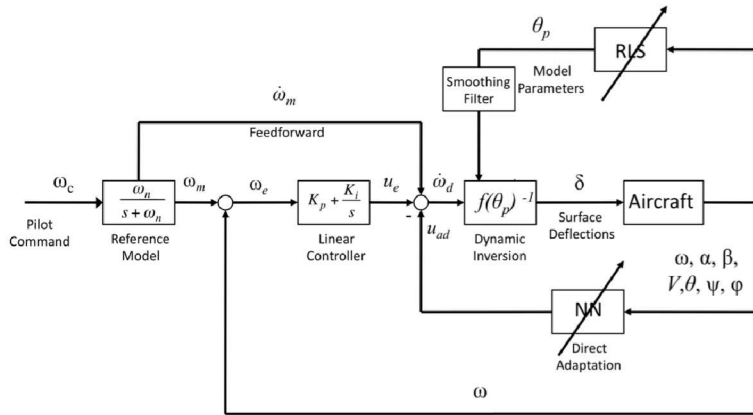 θp
RLS
Smoothing
Filter
Model
Parameters
ω̇m
Feedforward
ωc
ωn
s + ωn
ωm
ωe
Kp + Ki
s
ue
ω̇d
f(θp) -1
δ
Aircraft
Pilot
Command
Reference
Model
Linear
Controller
-
uad
Dynamic
Inversion
Surface
Deflections
ω, α, β,
V,θ, ψ, φ
NN
Direct
Adaptation
ω